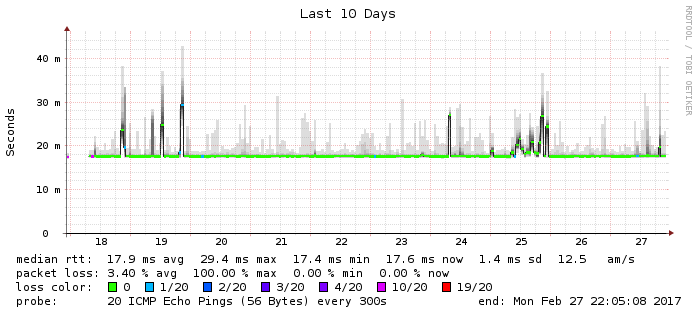 Last 10 Days
RRDTOOL / TOBI OETIKER
Seconds
40 m
30 m
20 m
10 m
0
18 19 20 21 22 23 24 25 26 27
median rtt: 17.9 ms avg 29.4 ms max 17.4 ms min 17.6 ms now 1.4 ms sd 12.5 am/s
packet loss: 3.40 % avg 100.00 % max 0.00 % min 0.00 % now
loss color: 0 1/20 2/20 3/20 4/20 10/20 19/20
probe: 20 ICMP Echo Pings (56 Bytes) every 300s end: Mon Feb 27 22:05:08 2017